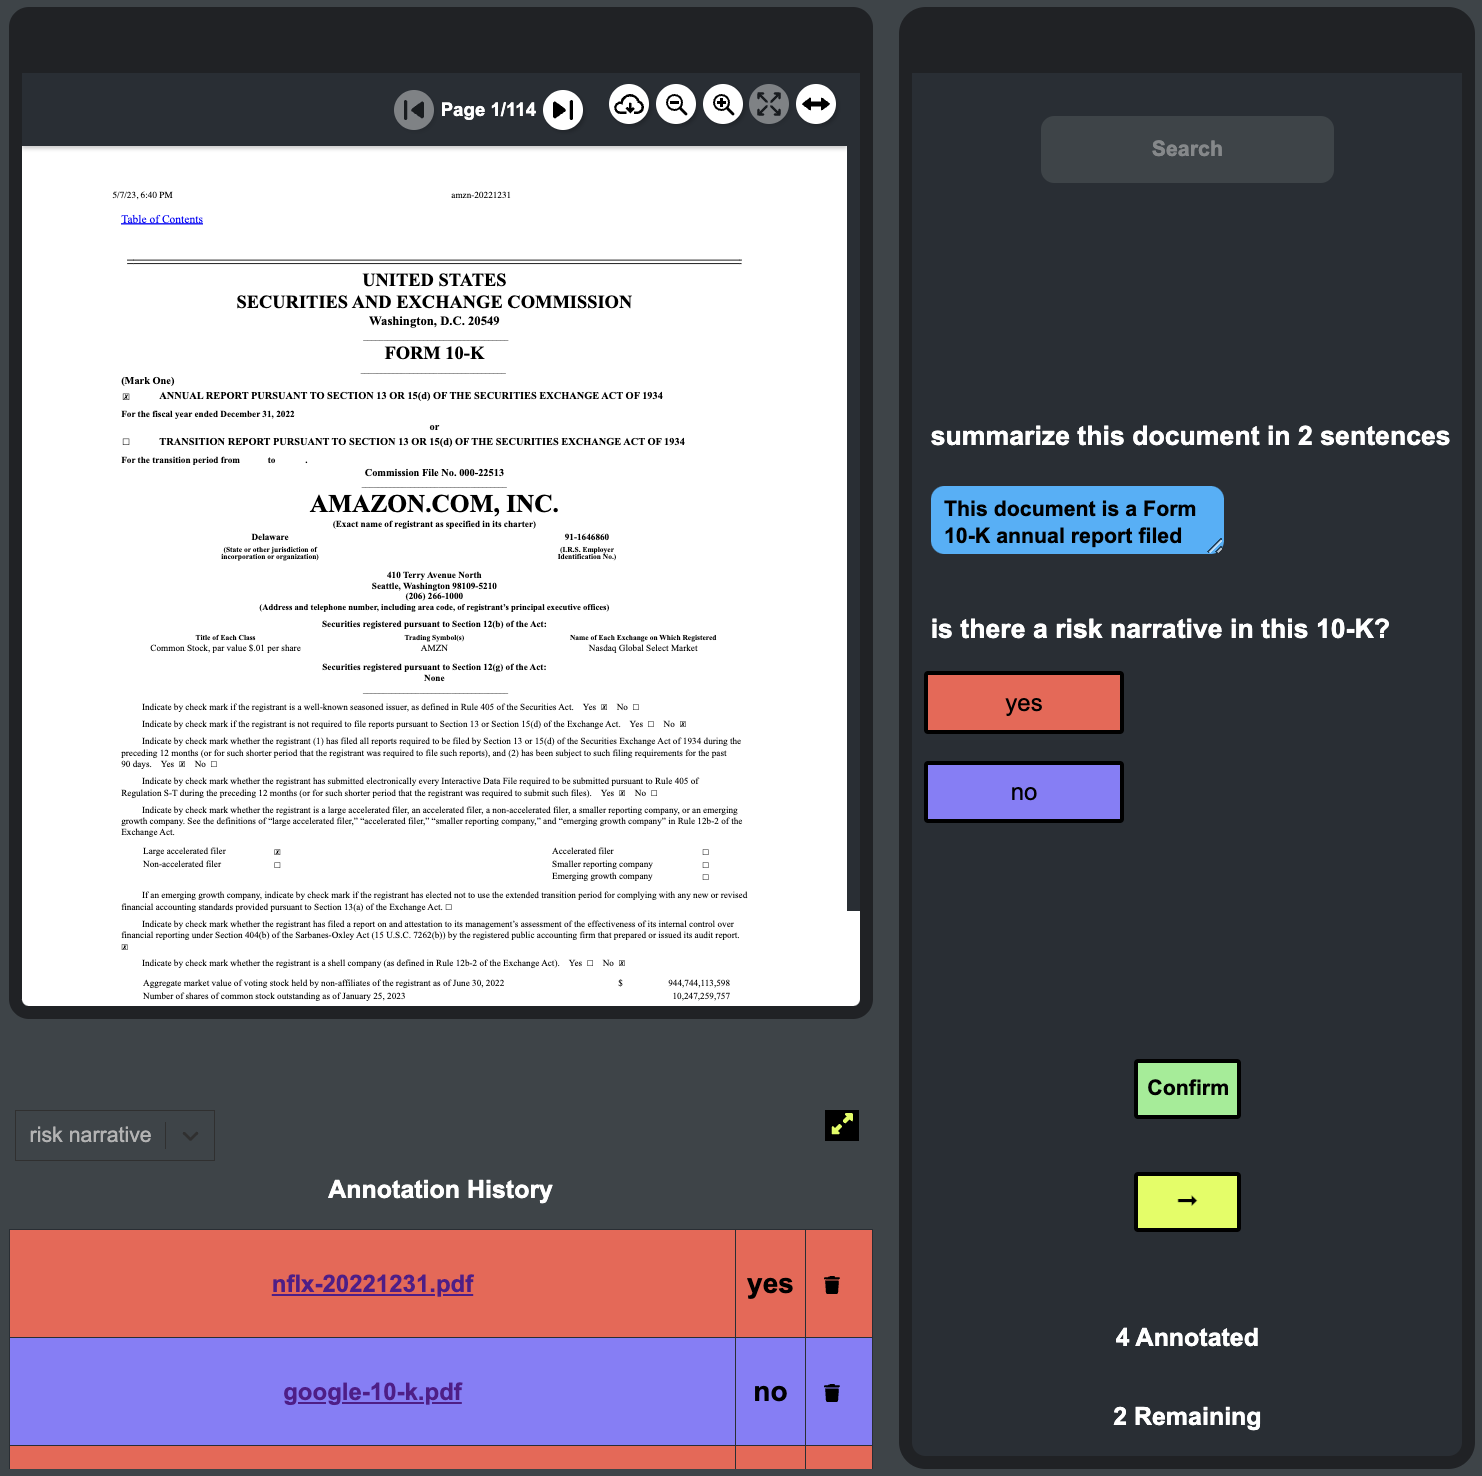 Page 1/114
5/7/23, 6:40 PM
amzn-20221231
Table of Contents
UNITED STATES
SECURITIES AND EXCHANGE COMMISSION
Washington, D.C. 20549
FORM 10-K
(Mark One)
☒ ANNUAL REPORT PURSUANT TO SECTION 13 OR 15(d) OF THE SECURITIES EXCHANGE ACT OF 1934
For the fiscal year ended December 31, 2022
or
☐ TRANSITION REPORT PURSUANT TO SECTION 13 OR 15(d) OF THE SECURITIES EXCHANGE ACT OF 1934
For the transition period from to .
Commission File No. 000-22513
AMAZON.COM, INC.
(Exact name of registrant as specified in its charter)
Delaware 91-1646860
(State or other jurisdiction of (I.R.S. Employer
incorporation or organization) Identification No.)
410 Terry Avenue North
Seattle, Washington 98109-5210
(206) 266-1000
(Address and telephone number, including area code, of registrant's principal executive offices)
Securities registered pursuant to Section 12(b) of the Act:
Title of Each Class Trading Symbol(s) Name of Each Exchange on Which Registered
Common Stock, par value $.01 per share AMZN Nasdaq Global Select Market
Securities registered pursuant to Section 12(g) of the Act:
None
Indicate by check mark if the registrant is a well-known seasoned issuer, as defined in Rule 405 of the Securities Act. Yes ☒ No ☐
Indicate by check mark if the registrant is not required to file reports pursuant to Section 13 or Section 15(d) of the Exchange Act. Yes ☐ No ☒
Indicate by check mark whether the registrant (1) has filed all reports required to be filed by Section 13 or 15(d) of the Securities Exchange Act of 1934 during the
preceding 12 months (or for such shorter period that the registrant was required to file such reports), and (2) has been subject to such filing requirements for the past
90 days. Yes ☒ No ☐
Indicate by check mark whether the registrant has submitted electronically every Interactive Data File required to be submitted pursuant to Rule 405 of
Regulation S-T during the preceding 12 months (or for such shorter period that the registrant was required to submit such files). Yes ☒ No ☐
Indicate by check mark whether the registrant is a large accelerated filer, an accelerated filer, a non-accelerated filer, a smaller reporting company, or an emerging
growth company. See the definitions of “large accelerated filer,” “accelerated filer,” “smaller reporting company,” and “emerging growth company” in Rule 12b-2 of the
Exchange Act.
Large accelerated filer ☒ Accelerated filer ☐
Non-accelerated filer ☐ Smaller reporting company ☐
Emerging growth company ☐
If an emerging growth company, indicate by check mark if the registrant has elected not to use the extended transition period for complying with any new or revised
financial accounting standards provided pursuant to Section 13(a) of the Exchange Act. ☐
Indicate by check mark whether the registrant has filed a report on and attestation to its management's assessment of the effectiveness of its internal control over
financial reporting under Section 404(b) of the Sarbanes-Oxley Act (15 U.S.C. 7262(b)) by the registered public accounting firm that prepared or issued its audit report.
☒
Indicate by check mark whether the registrant is a shell company (as defined in Rule 12b-2 of the Exchange Act). Yes ☐ No ☒
Aggregate market value of voting stock held by non-affiliates of the registrant as of June 30, 2022 $ 944,744,113,598
Number of shares of common stock outstanding as of January 25, 2023 10,247,259,757
risk narrative
Annotation History
nflx-20221231.pdf yes
google-10-k.pdf no
Search
summarize this document in 2 sentences
This document is a Form
10-K annual report filed
is there a risk narrative in this 10-K?
yes
no
Confirm
→
4 Annotated
2 Remaining